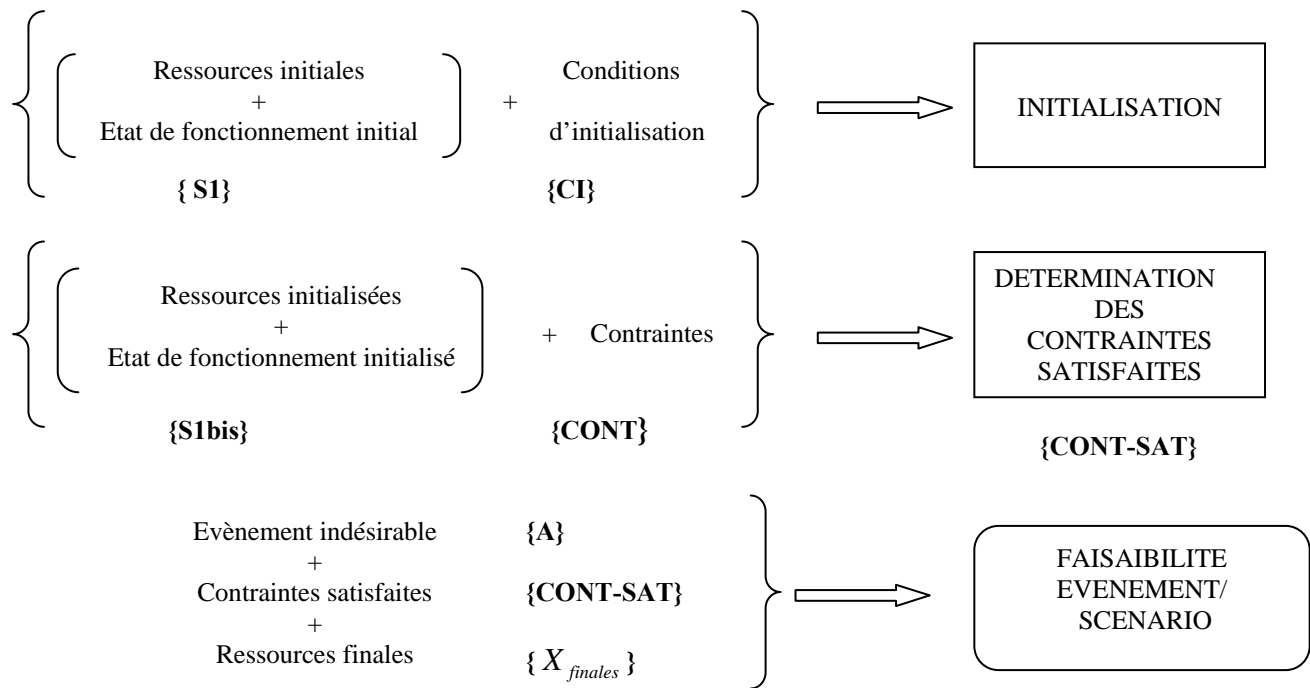 Ressources initiales
+
Etat de fonctionnement initial
{ S1}
+
Conditions
d’initialisation
{CI}
INITIALISATION
Ressources initialisées
+
Etat de fonctionnement initialisé
{S1bis}
+ Contraintes
{CONT}
DETERMINATION
DES
CONTRAINTES
SATISFAITES
{CONT-SAT}
Evènement indésirable {A}
+
Contraintes satisfaites {CONT-SAT}
+
Ressources finales { X finales }
FAISAIBILITE
EVENEMENT/
SCENARIO